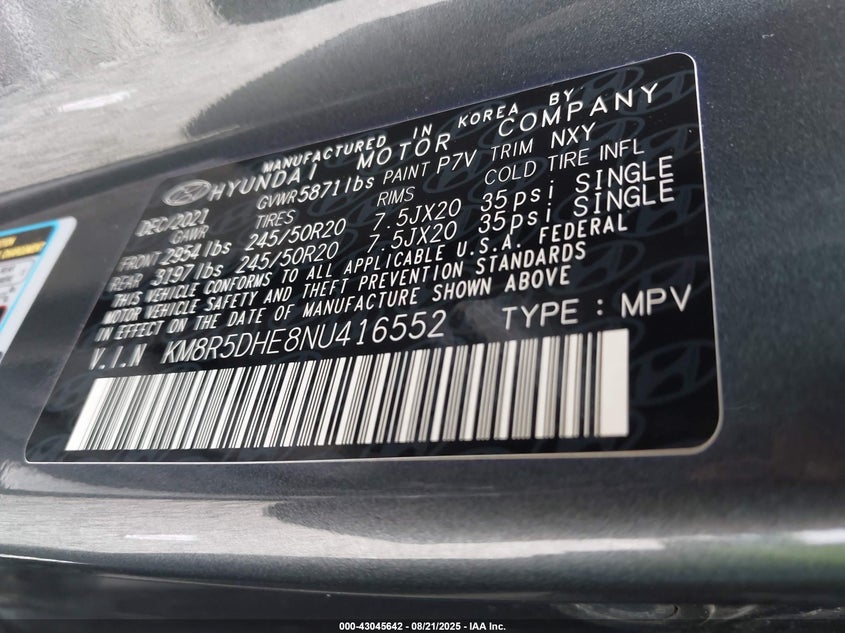 MANUFACTURED IN KOREA BY
HYUNDAI MOTOR COMPANY
DEC/2021 GVWR 5871 lbs PAINT P7V TRIM NXY
GAWR TIRES RIMS COLD TIRE INFL
FRONT 2954 lbs 245/50R20 7.5JX20 35psi SINGLE
REAR 3197 lbs 245/50R20 7.5JX20 35psi SINGLE
THIS VEHICLE CONFORMS TO ALL APPLICABLE U.S.A. FEDERAL
MOTOR VEHICLE SAFETY AND THEFT PREVENTION STANDARDS
IN EFFECT ON THE DATE OF MANUFACTURE SHOWN ABOVE
V.I.N KM8R5DHE8NU416552 TYPE : MPV
000-43045642 - 08/21/2025 - IAA Inc.